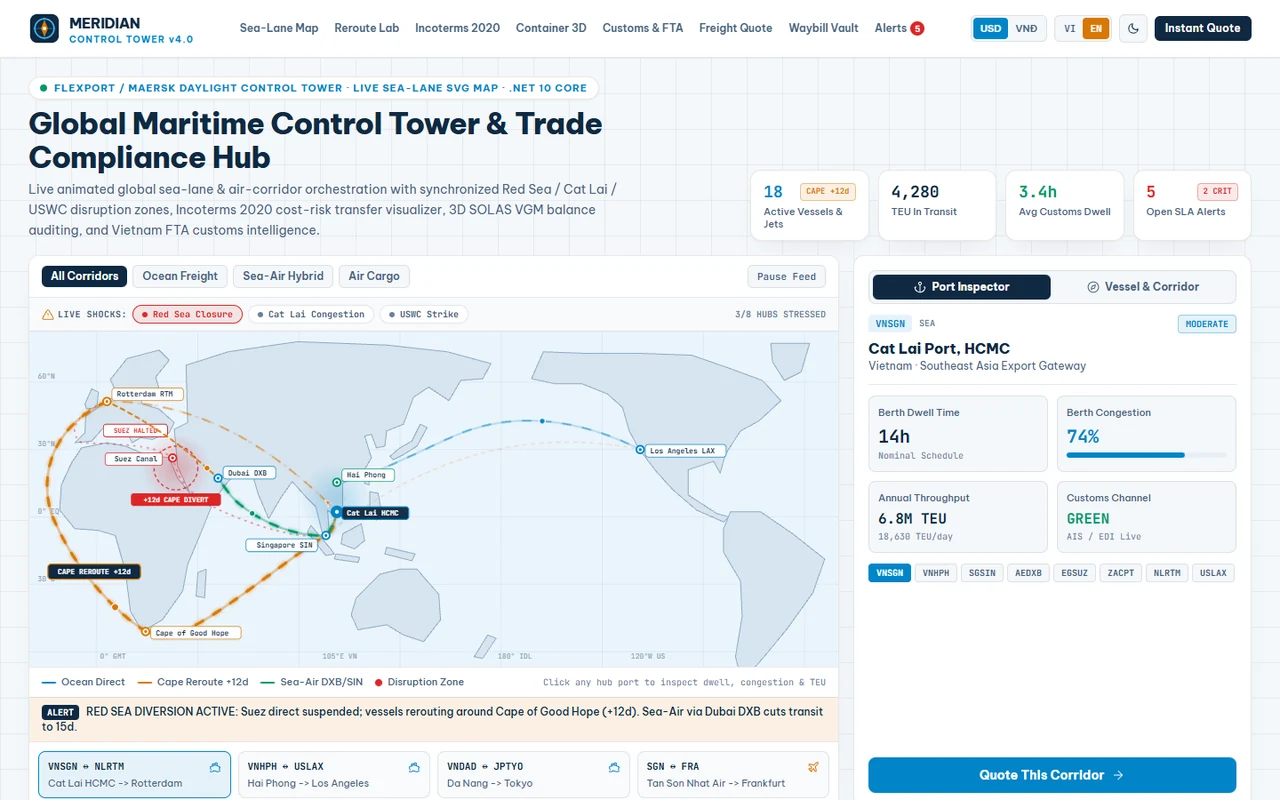 MERIDIAN
CONTROL TOWER v4.0
Sea-Lane Map
Reroute Lab
Incoterms 2020
Container 3D
Customs & FTA
Freight Quote
Waybill Vault
Alerts 5
USD
VNĐ
VI
EN
Instant Quote
FLEXPORT / MAERSK DAYLIGHT CONTROL TOWER · LIVE SEA-LANE SVG MAP · .NET 10 CORE
Global Maritime Control Tower & Trade
Compliance Hub
Live animated global sea-lane & air-corridor orchestration with synchronized Red Sea / Cat Lai /
USWC disruption zones, Incoterms 2020 cost-risk transfer visualizer, 3D SOLAS VGM balance
auditing, and Vietnam FTA customs intelligence.
18
CAPE +12d
Active Vessels &
Jets
4,280
TEU In Transit
3.4h
Avg Customs Dwell
5
2 CRIT
Open SLA Alerts
All Corridors
Ocean Freight
Sea-Air Hybrid
Air Cargo
Pause Feed
LIVE SHOCKS:
Red Sea Closure
Cat Lai Congestion
USWC Strike
3/8 HUBS STRESSED
60°N
Rotterdam RTM
SUEZ HALTED
30°N
Suez Canal
Dubai DXB
Hai Phong
Los Angeles LAX
+12d CAPE DIVERT
0° EQ
Cat Lai HCMC
Singapore SIN
CAPE REROUTE +12d
Cape of Good Hope
0° GMT
105°E VN
180° IDL
120°W US
Ocean Direct
Cape Reroute +12d
Sea-Air DXB/SIN
Disruption Zone
Click any hub port to inspect dwell, congestion & TEU
ALERT RED SEA DIVERSION ACTIVE: Suez direct suspended; vessels rerouting around Cape of Good Hope (+12d). Sea-Air via Dubai DXB cuts transit
to 15d.
VNSGN ↔ NLRTM
Cat Lai HCMC -> Rotterdam
VNHPH ↔ USLAX
Hai Phong -> Los Angeles
VNDAD ↔ JPTYO
Da Nang -> Tokyo
SGN ↔ FRA
Tan Son Nhat Air -> Frankfurt
Port Inspector
Vessel & Corridor
VNSGN
SEA
MODERATE
Cat Lai Port, HCMC
Vietnam · Southeast Asia Export Gateway
Berth Dwell Time
14h
Nominal Schedule
Berth Congestion
74%
Annual Throughput
6.8M TEU
18,630 TEU/day
Customs Channel
GREEN
AIS / EDI Live
VNSGN
VNHPH
SGSIN
AEDXB
EGSUZ
ZACPT
NLRTM
USLAX
Quote This Corridor →